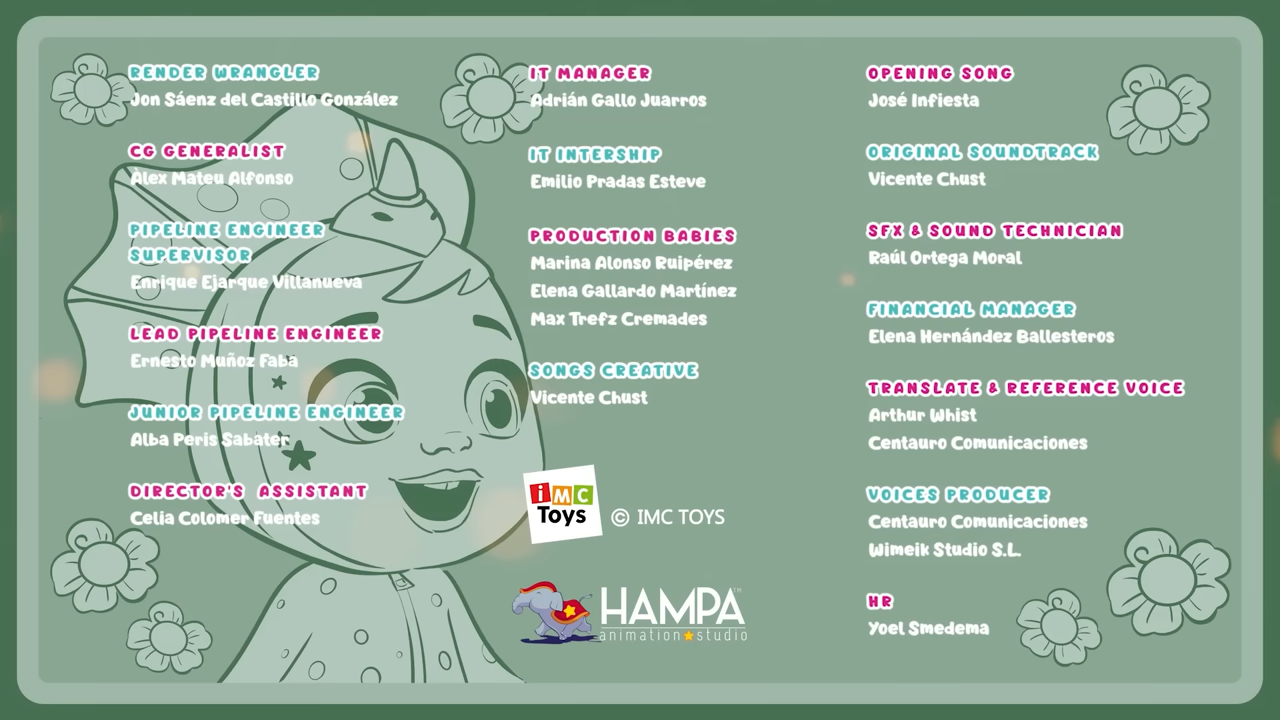 RENDER WRANGLER
Jon Sáenz del Castillo González
CG GENERALIST
Àlex Mateu Alfonso
PIPELINE ENGINEER
SUPERVISOR
Enrique Ejarque Villanueva
LEAD PIPELINE ENGINEER
Ernesto Muñoz Faba
JUNIOR PIPELINE ENGINEER
Alba Peris Sabater
DIRECTOR'S ASSISTANT
Celia Colomer Fuentes
IT MANAGER
Adrián Gallo Juarros
IT INTERSHIP
Emilio Pradas Esteve
PRODUCTION BABIES
Marina Alonso Ruipérez
Elena Gallardo Martínez
Max Trefz Cremades
SONGS CREATIVE
Vicente Chust
imc
Toys
© IMC TOYS
HAMPA™
animation studio
OPENING SONG
José Infiesta
ORIGINAL SOUNDTRACK
Vicente Chust
SFX & SOUND TECHNICIAN
Raúl Ortega Moral
FINANCIAL MANAGER
Elena Hernández Ballesteros
TRANSLATE & REFERENCE VOICE
Arthur Whist
Centauro Comunicaciones
VOICES PRODUCER
Centauro Comunicaciones
Wimeik Studio S.L.
HR
Yoel Smedema